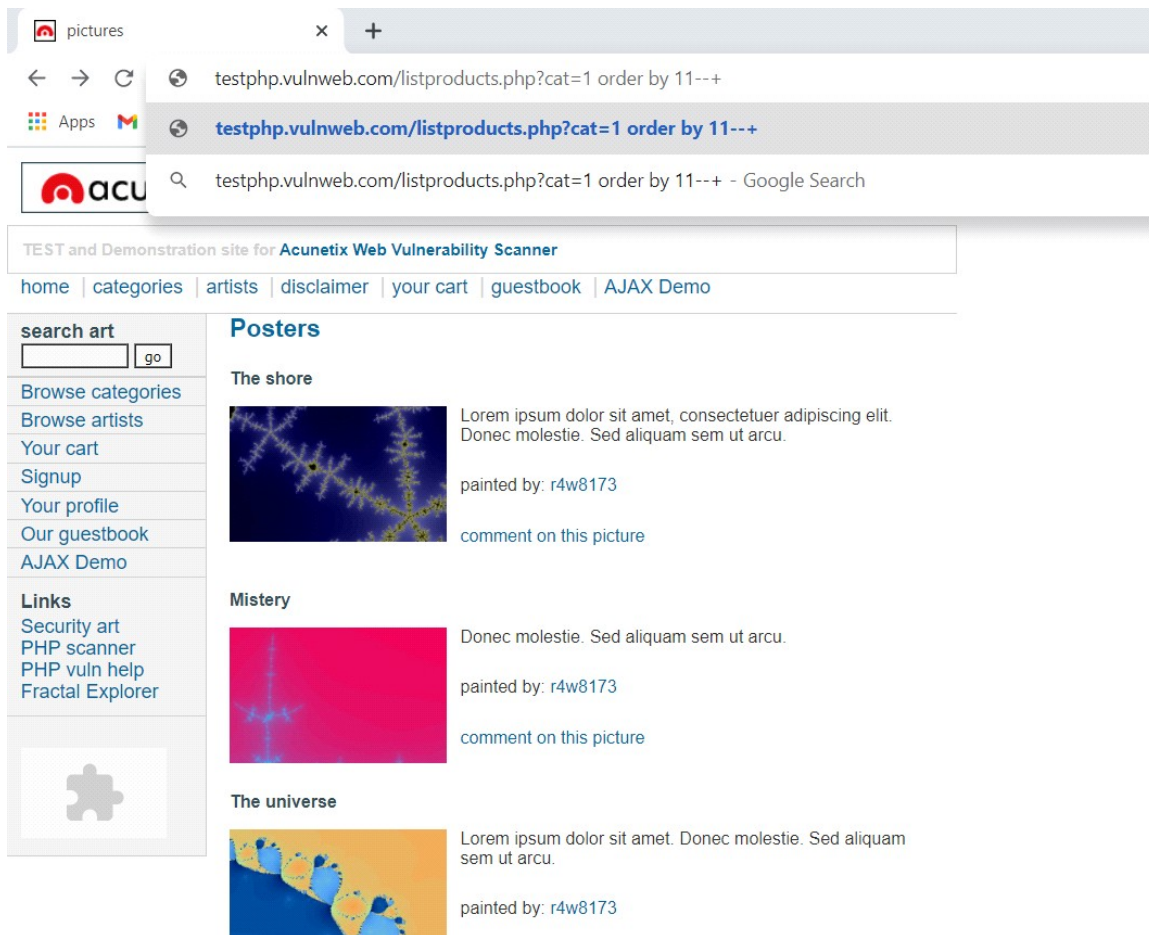 pictures
testphp.vulnweb.com/listproducts.php?cat=1 order by 11--+
Apps
testphp.vulnweb.com/listproducts.php?cat=1 order by 11--+
testphp.vulnweb.com/listproducts.php?cat=1 order by 11--+ - Google Search
acu
TEST and Demonstration site for Acunetix Web Vulnerability Scanner
home | categories | artists | disclaimer | your cart | guestbook | AJAX Demo
search art
go
Browse categories
Browse artists
Your cart
Signup
Your profile
Our guestbook
AJAX Demo
Links
Security art
PHP scanner
PHP vuln help
Fractal Explorer
Posters
The shore
Lorem ipsum dolor sit amet, consectetuer adipiscing elit.
Donec molestie. Sed aliquam sem ut arcu.
painted by: r4w8173
comment on this picture
Mistery
Donec molestie. Sed aliquam sem ut arcu.
painted by: r4w8173
comment on this picture
The universe
Lorem ipsum dolor sit amet. Donec molestie. Sed aliquam
sem ut arcu.
painted by: r4w8173